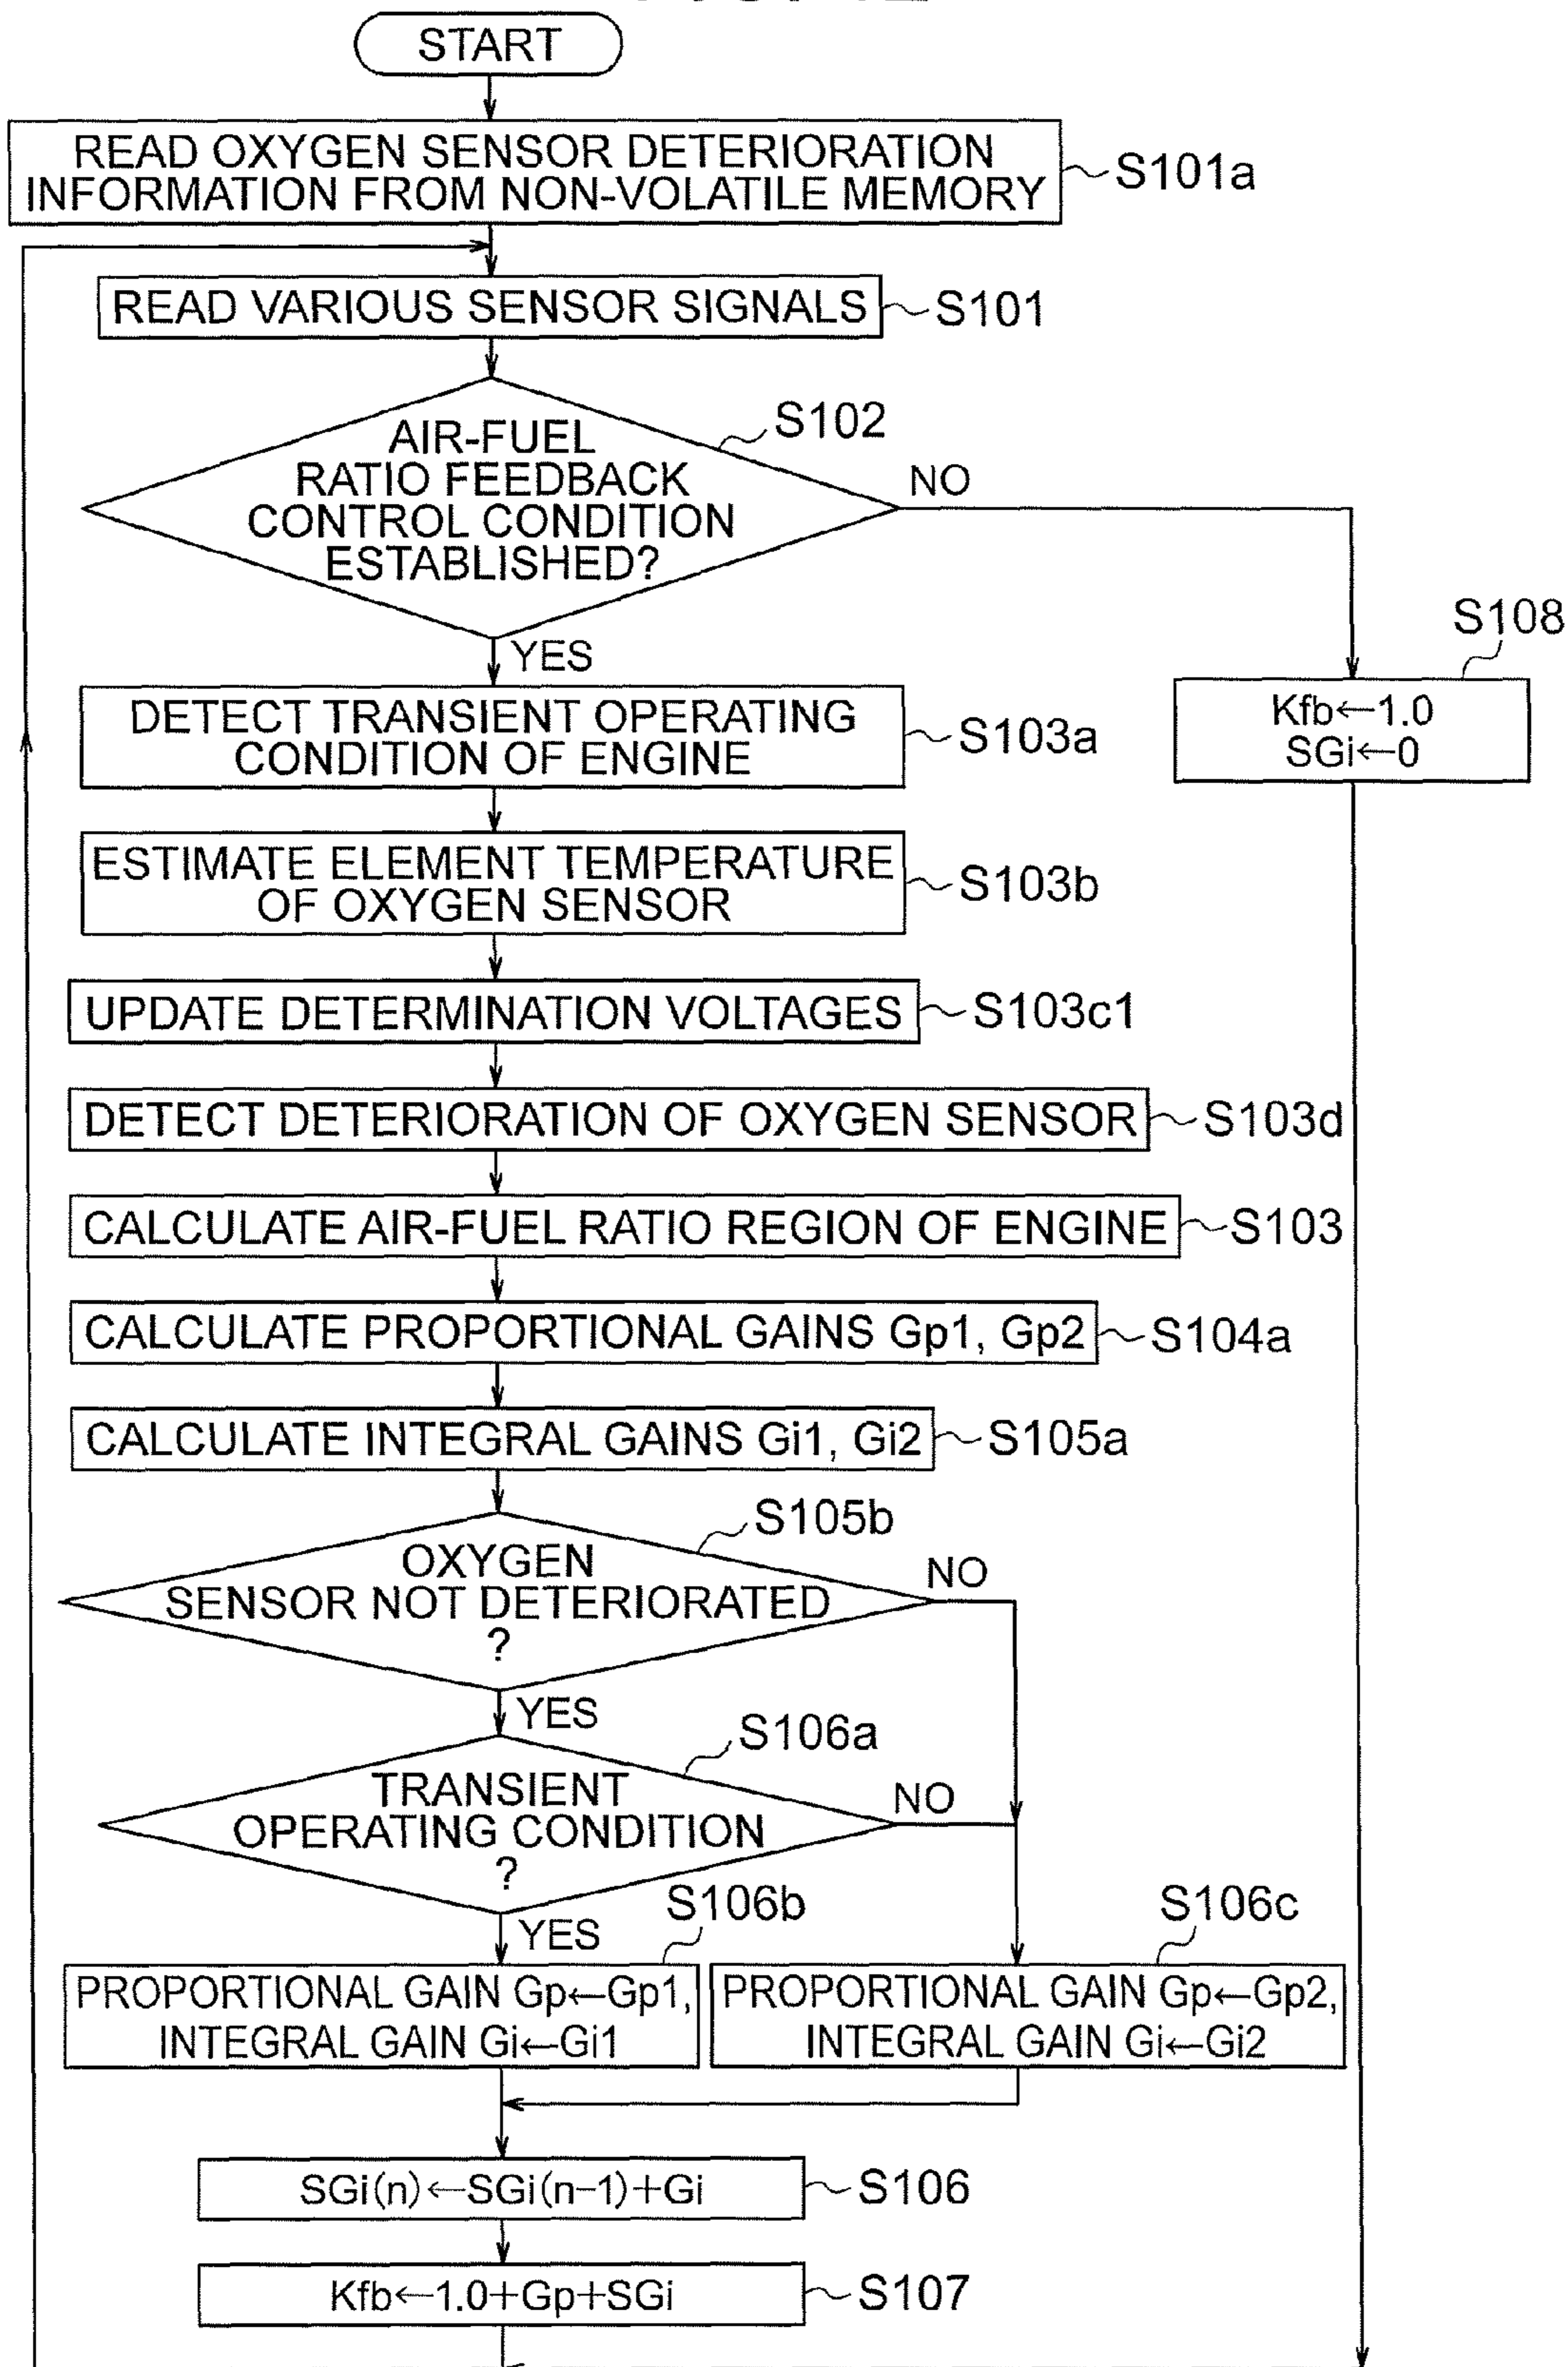 START
READ OXYGEN SENSOR DETERIORATION
INFORMATION FROM NON-VOLATILE MEMORY
S101a
READ VARIOUS SENSOR SIGNALS
S101
S102
AIR-FUEL
RATIO FEEDBACK
CONTROL CONDITION
ESTABLISHED?
NO
YES
S108
Kfb←1.0
SGi←0
DETECT TRANSIENT OPERATING
CONDITION OF ENGINE
S103a
ESTIMATE ELEMENT TEMPERATURE
OF OXYGEN SENSOR
S103b
UPDATE DETERMINATION VOLTAGES
S103c1
DETECT DETERIORATION OF OXYGEN SENSOR
S103d
CALCULATE AIR-FUEL RATIO REGION OF ENGINE
S103
CALCULATE PROPORTIONAL GAINS Gp1, Gp2
S104a
CALCULATE INTEGRAL GAINS Gi1, Gi2
S105a
S105b
OXYGEN
SENSOR NOT DETERIORATED
?
NO
YES
S106a
TRANSIENT
OPERATING CONDITION
?
NO
YES
S106b
PROPORTIONAL GAIN Gp←Gp1,
INTEGRAL GAIN Gi←Gi1
S106c
PROPORTIONAL GAIN Gp←Gp2,
INTEGRAL GAIN Gi←Gi2
SGi(n)←SGi(n-1)+Gi
S106
Kfb←1.0+Gp+SGi
S107